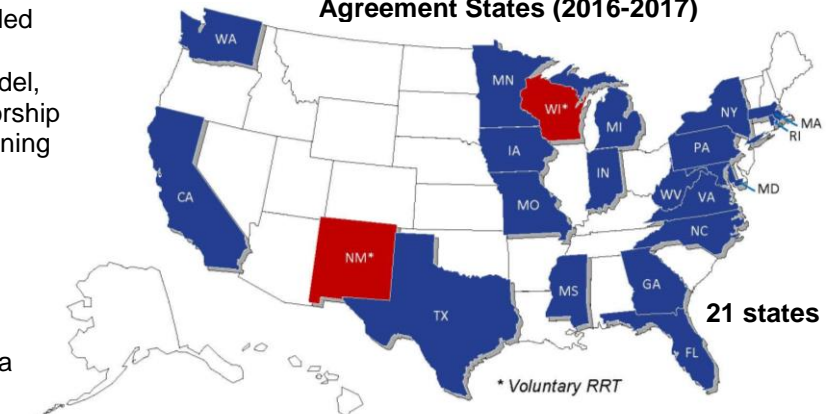 Agreement States (2016-2017)
led
del,
orship
ning
a
WA
MN
WI*
MI
NY
MA
RI
IA
IN
PA
MD
CA
MO
WV
VA
NC
NM*
TX
MS
GA
FL
21 states
* Voluntary RRT